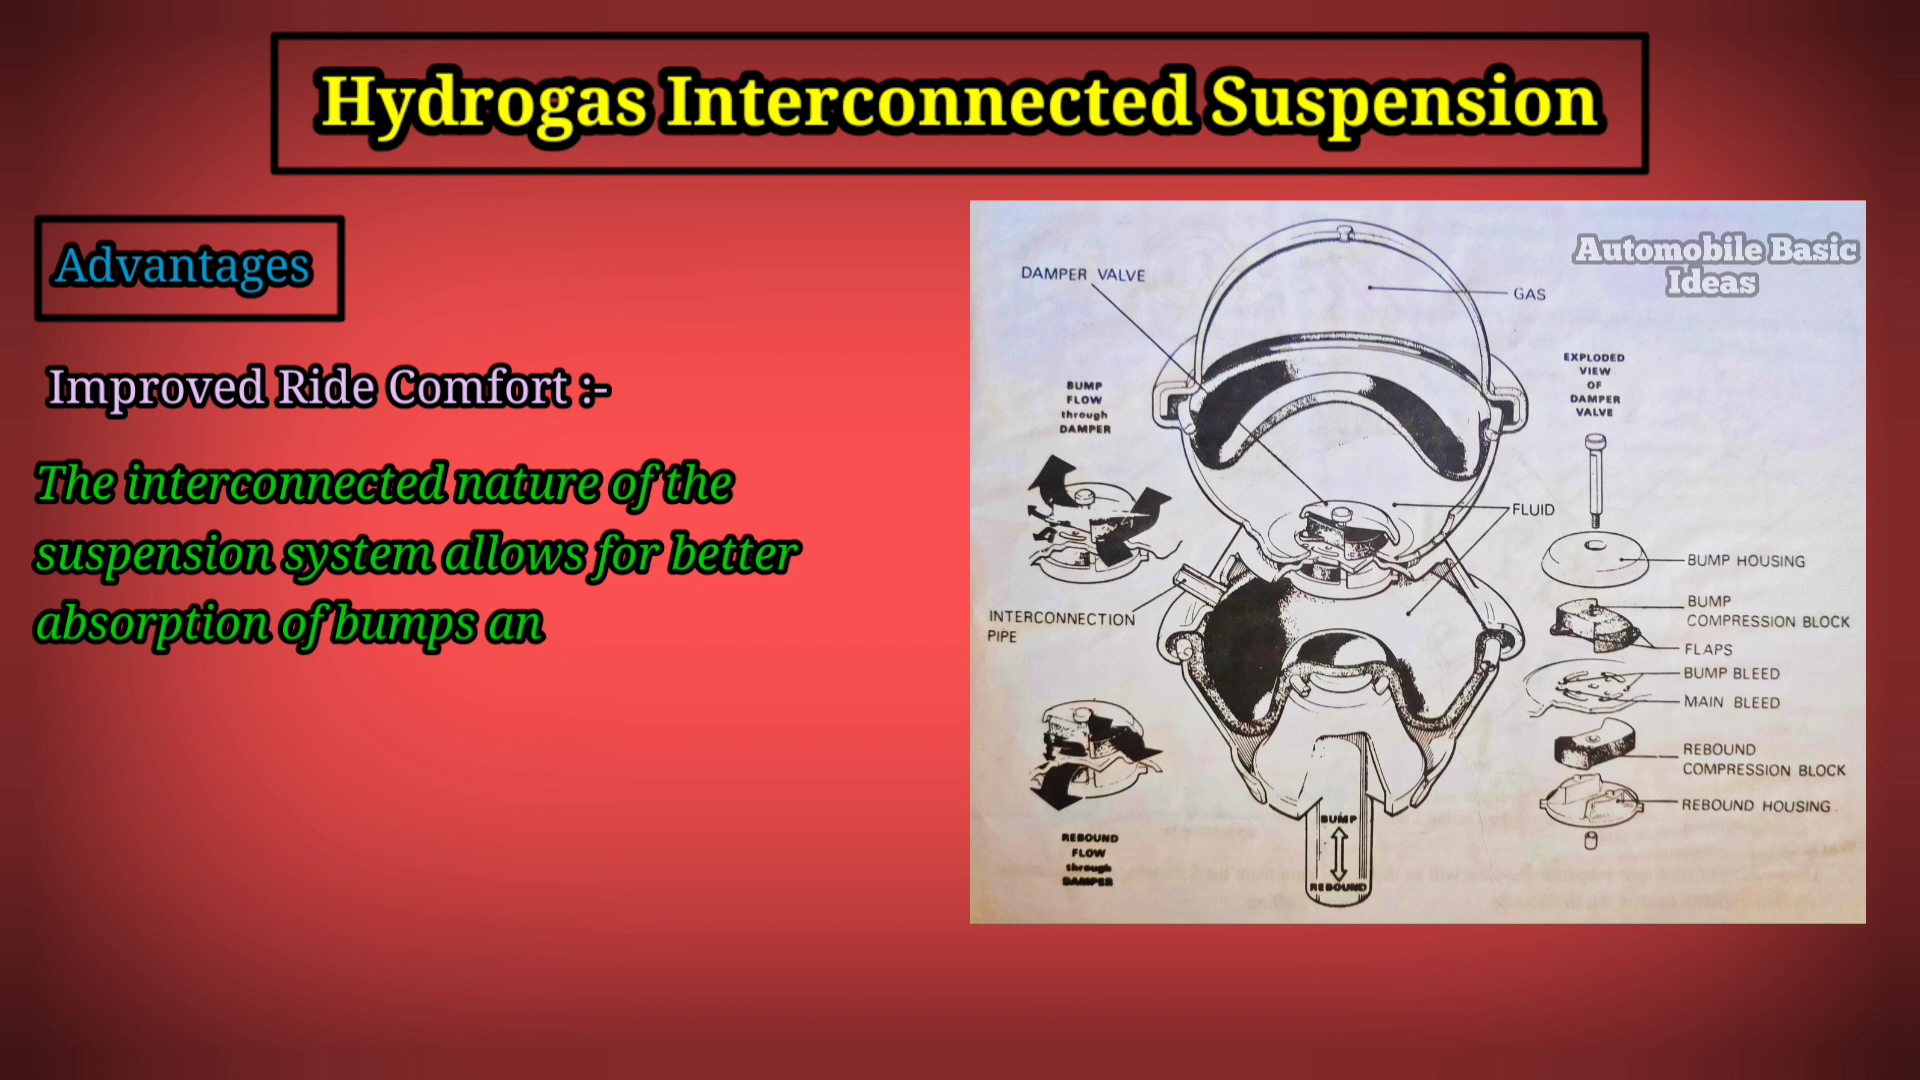 Hydrogas Interconnected Suspension
Advantages
Improved Ride Comfort :-
The interconnected nature of the
suspension system allows for better
absorption of bumps an
Automobile Basic
Ideas
DAMPER VALVE
GAS
BUMP
FLOW
through
DAMPER
EXPLODED
VIEW
OF
DAMPER
VALVE
FLUID
INTERCONNECTION
PIPE
BUMP HOUSING
BUMP
COMPRESSION BLOCK
FLAPS
BUMP BLEED
MAIN BLEED
REBOUND
COMPRESSION BLOCK
REBOUND HOUSING
BUMP
REBOUND
REBOUND
FLOW
through
DAMPER